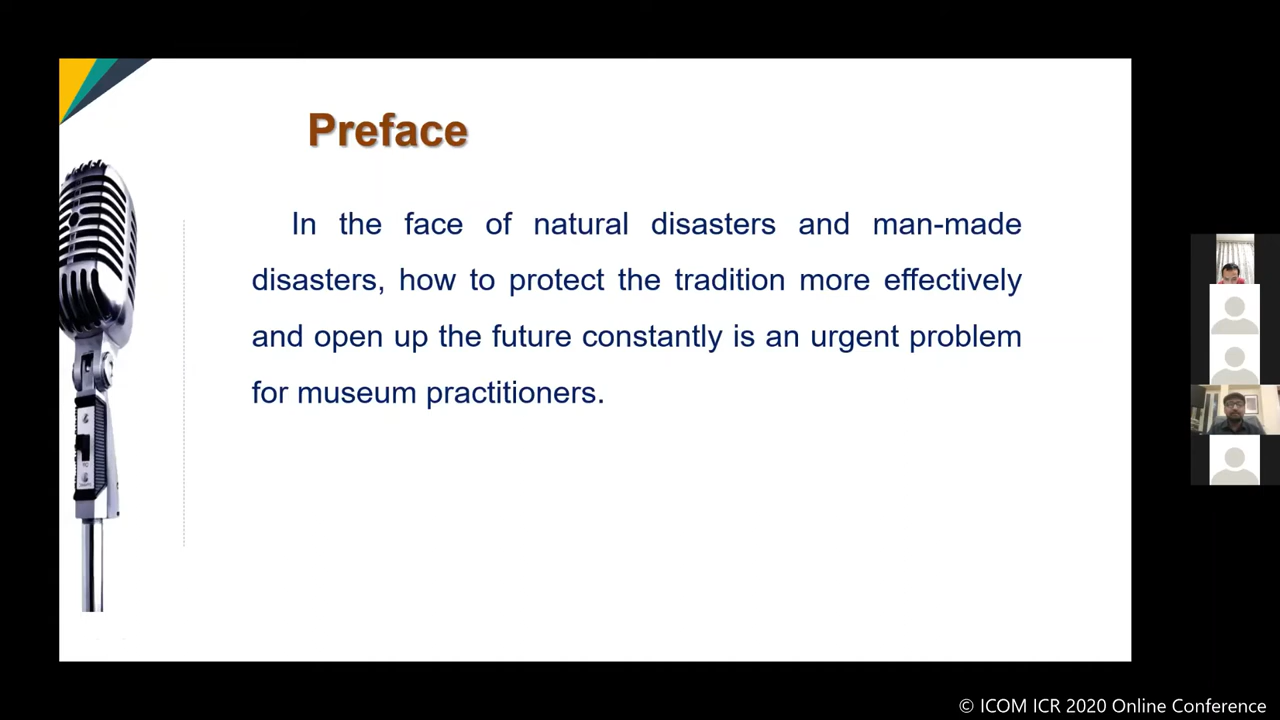 Preface
In the face of natural disasters and man-made
disasters, how to protect the tradition more effectively
and open up the future constantly is an urgent problem
for museum practitioners.
© ICOM ICR 2020 Online Conference